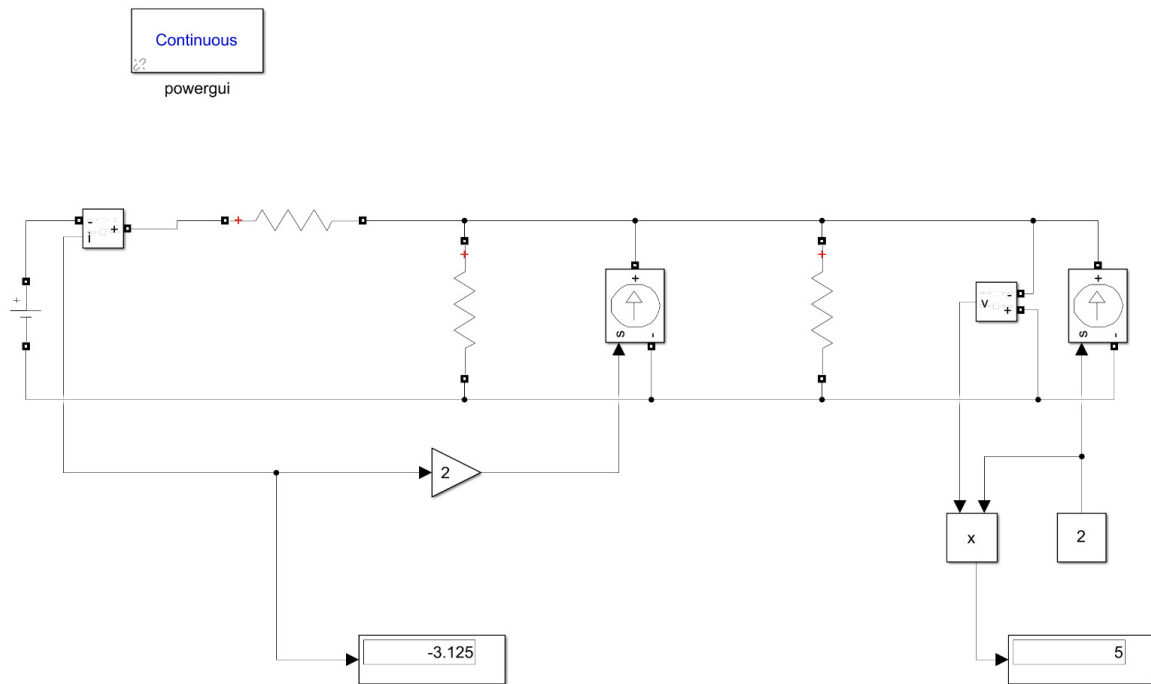 Continuous
powergui
+
-
i
+
+
+
+
s
-
+
v
-
+
+
s
-
2
x
2
-3.125
5